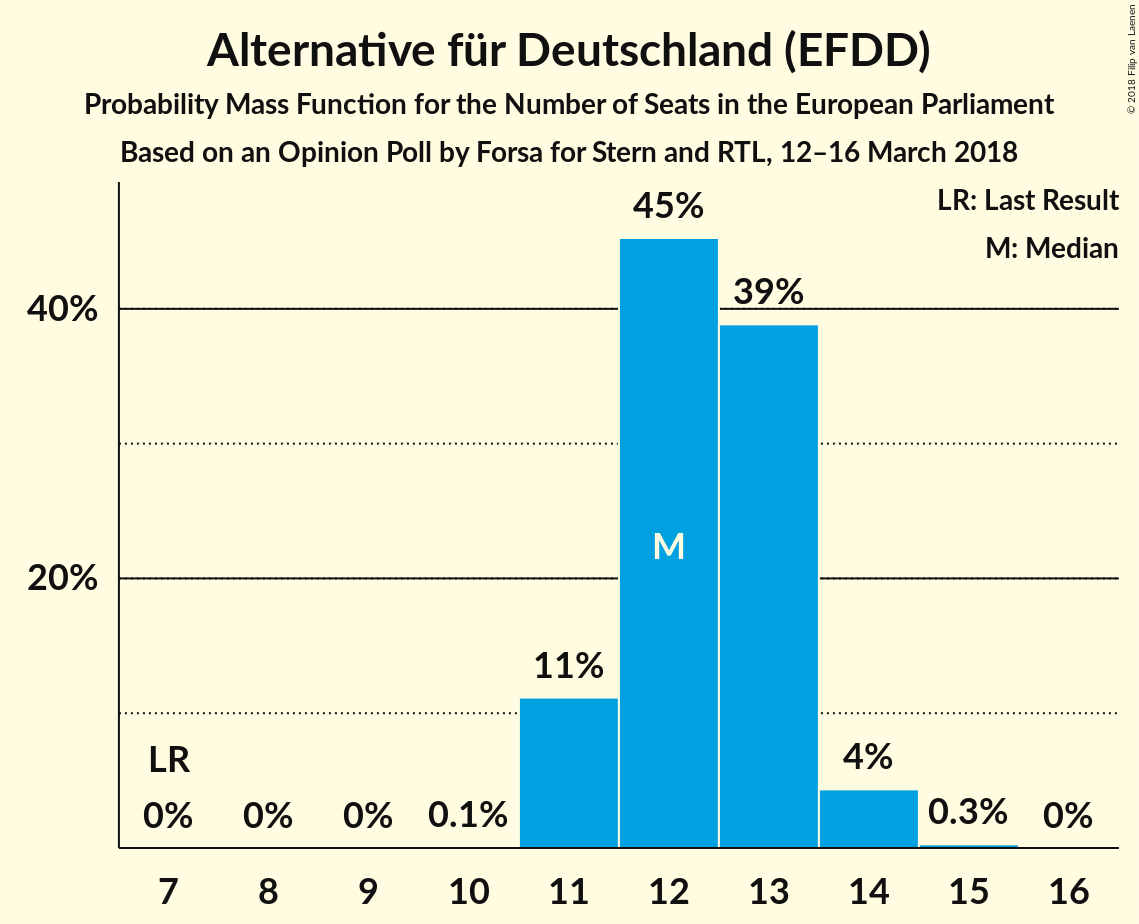 Alternative für Deutschland (EFDD)
Probability Mass Function for the Number of Seats in the European Parliament
Based on an Opinion Poll by Forsa for Stern and RTL, 12–16 March 2018
© 2018 Filip van Laenen
LR: Last Result
M: Median
45%
39%
40%
M
20%
11%
LR
4%
0% 0% 0% 0.1% 0.3% 0%
7 8 9 10 11 12 13 14 15 16